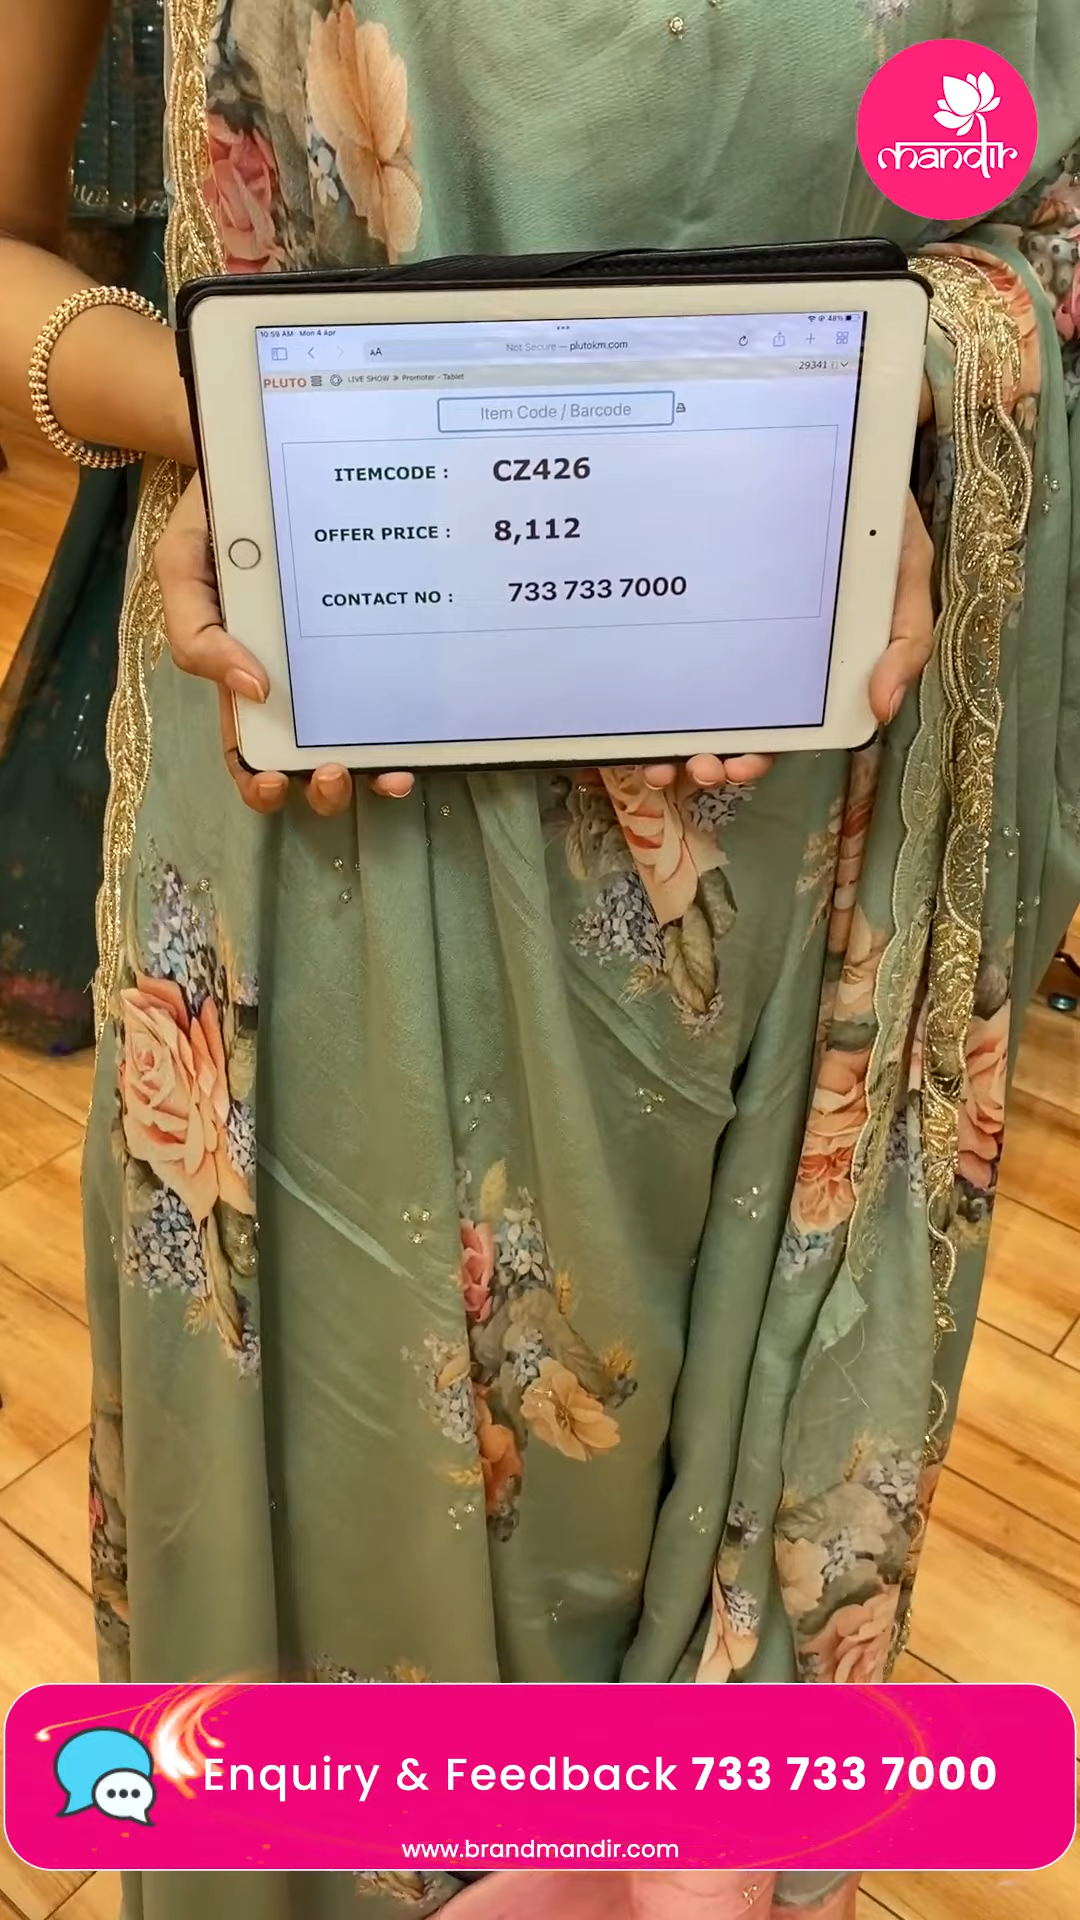 mandir
10:59 AM Mon 4 Apr
48%
AA
Not Secure — plutokm.com
PLUTO
LIVE SHOW » Promoter - Tablet
29341
Item Code / Barcode
ITEMCODE : CZ426
OFFER PRICE : 8,112
CONTACT NO : 733 733 7000
Enquiry & Feedback 733 733 7000
www.brandmandir.com